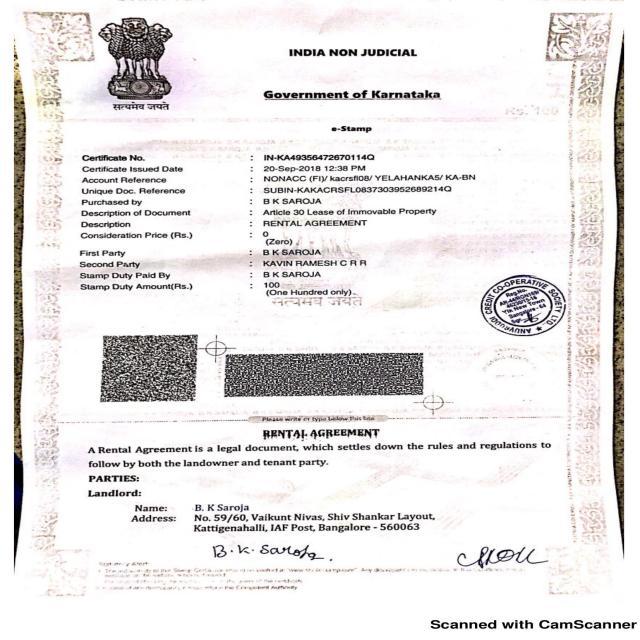 INDIA NON JUDICIAL
सत्यमेव जयते
Government of Karnataka
Rs. 100
e-Stamp
Certificate No. : IN-KA49356472670114Q
Certificate Issued Date : 20-Sep-2018 12:38 PM
Account Reference : NONACC (FI)/ kacrsfl08/ YELAHANKA5/ KA-BN
Unique Doc. Reference : SUBIN-KAKACRSFL0837303952689214Q
Purchased by : B K SAROJA
Description of Document : Article 30 Lease of Immovable Property
Description : RENTAL AGREEMENT
Consideration Price (Rs.) : 0
(Zero)
First Party : B K SAROJA
Second Party : KAVIN RAMESH C R R
Stamp Duty Paid By : B K SAROJA
Stamp Duty Amount(Rs.) : 100
(One Hundred only)
सत्यमेव जयते
CREDIT CO-OPERATIVE SOCIETY LTD
Please write or type below this line
RENTAL AGREEMENT
A Rental Agreement is a legal document, which settles down the rules and regulations to
follow by both the landowner and tenant party.
PARTIES:
Landlord:
Name: B. K Saroja
Address: No. 59/60, Vaikunt Nivas, Shiv Shankar Layout,
Kattigenahalli, IAF Post, Bangalore - 560063
B. K. Saroja
Statutory Alert:
Scanned with CamScanner